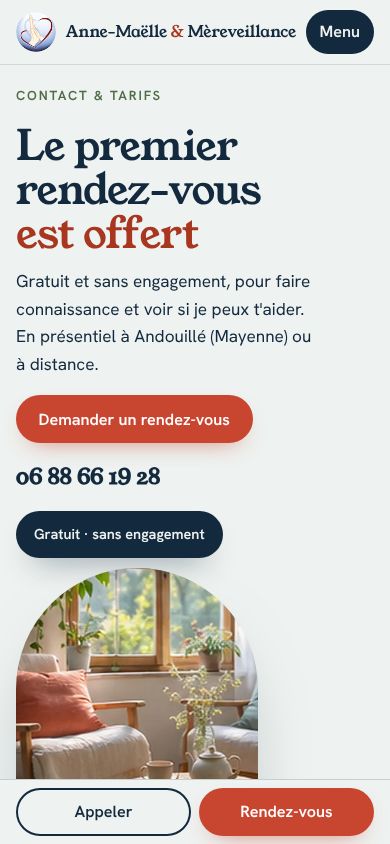 Anne-Maëlle & Mèreveillance
Menu
CONTACT & TARIFS
Le premier
rendez-vous
est offert
Gratuit et sans engagement, pour faire
connaissance et voir si je peux t'aider.
En présentiel à Andouillé (Mayenne) ou
à distance.
Demander un rendez-vous
06 88 66 19 28
Gratuit · sans engagement
Appeler
Rendez-vous